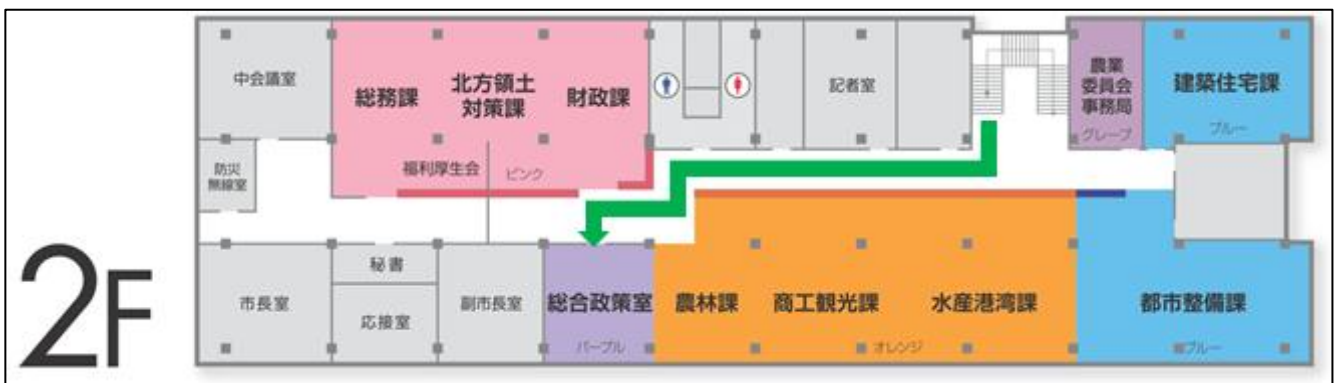 中会議室
総務課
北方領土
対策課
財政課
記者室
農業
委員会
事務局
グレープ
建築住宅課
ブルー
防災
無線室
福利厚生会
ピンク
2F
市長室
秘書
応接室
副市長室
総合政策室
パープル
農林課
商工観光課
オレンジ
水産港湾課
都市整備課
ブルー